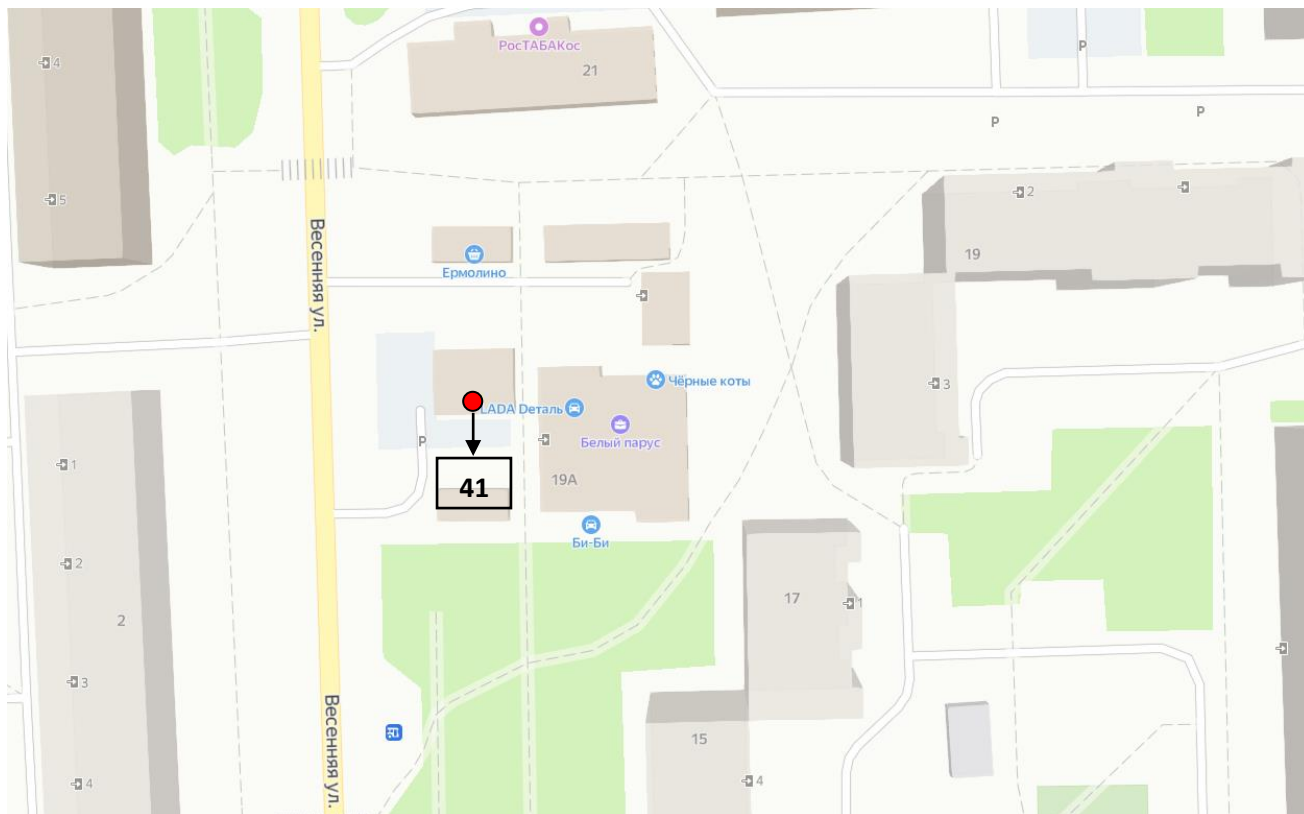 4
РосТАБАКос
21
P
P
P
5
2
Весенняя ул.
19
Ермолино
3
Чёрные коты
LADA Деталь
Белый парус
P
1
41
19А
Би-Би
2
17
1
2
3
Весенняя ул.
15
4
4